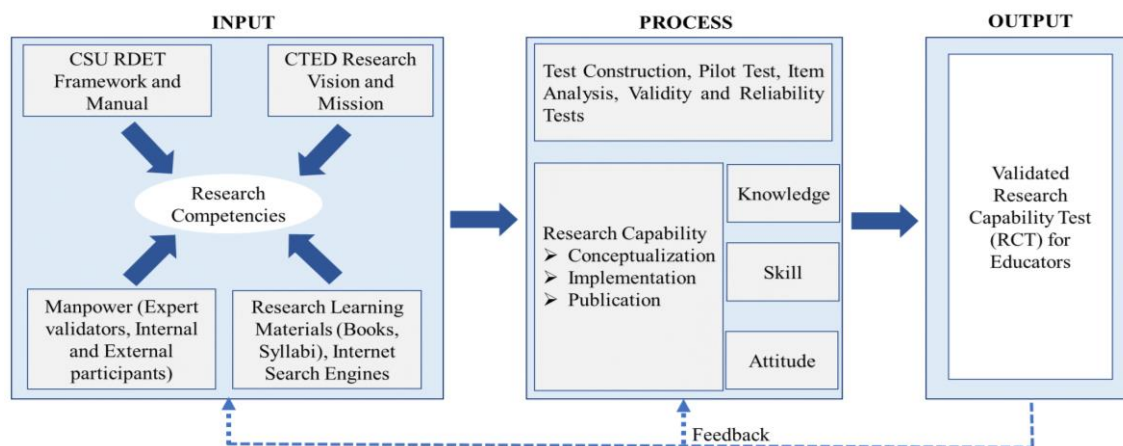 INPUT
CSU RDET
Framework and
Manual
CTED Research
Vision and
Mission
Research
Competencies
Manpower (Expert
validators, Internal
and External
participants)
Research Learning
Materials (Books,
Syllabi), Internet
Search Engines
PROCESS
Test Construction, Pilot Test, Item
Analysis, Validity and Reliability
Tests
Research Capability
➢ Conceptualization
➢ Implementation
➢ Publication
Knowledge
Skill
Attitude
OUTPUT
Validated
Research
Capability Test
(RCT) for
Educators
Feedback